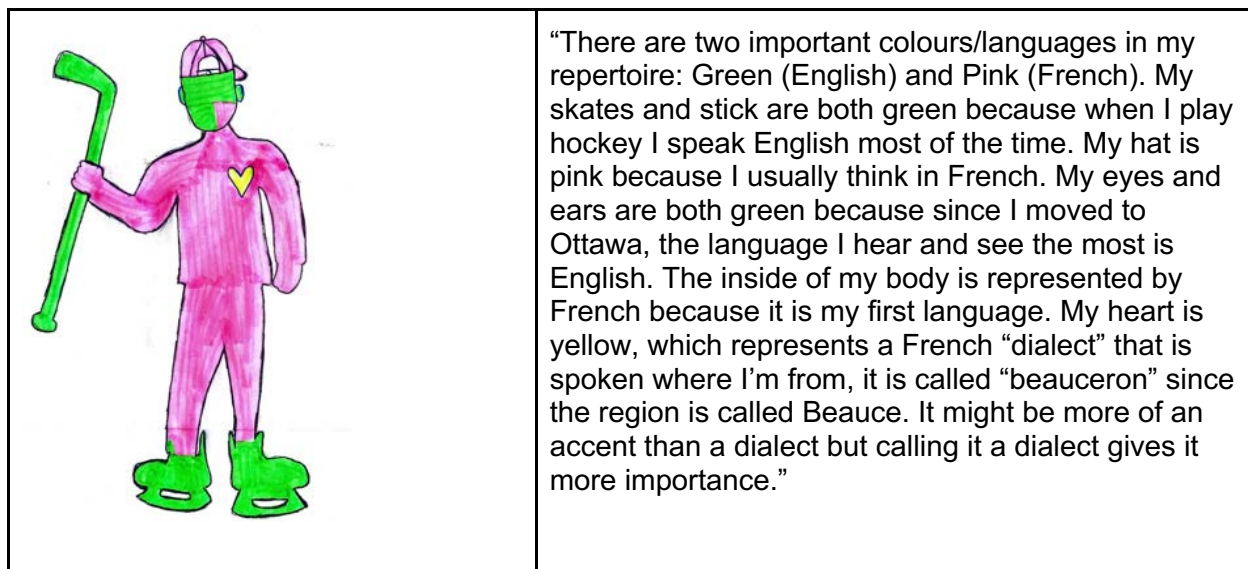 “There are two important colours/languages in my
repertoire: Green (English) and Pink (French). My
skates and stick are both green because when I play
hockey I speak English most of the time. My hat is
pink because I usually think in French. My eyes and
ears are both green because since I moved to
Ottawa, the language I hear and see the most is
English. The inside of my body is represented by
French because it is my first language. My heart is
yellow, which represents a French “dialect” that is
spoken where I’m from, it is called “beauceron” since
the region is called Beauce. It might be more of an
accent than a dialect but calling it a dialect gives it
more importance.”